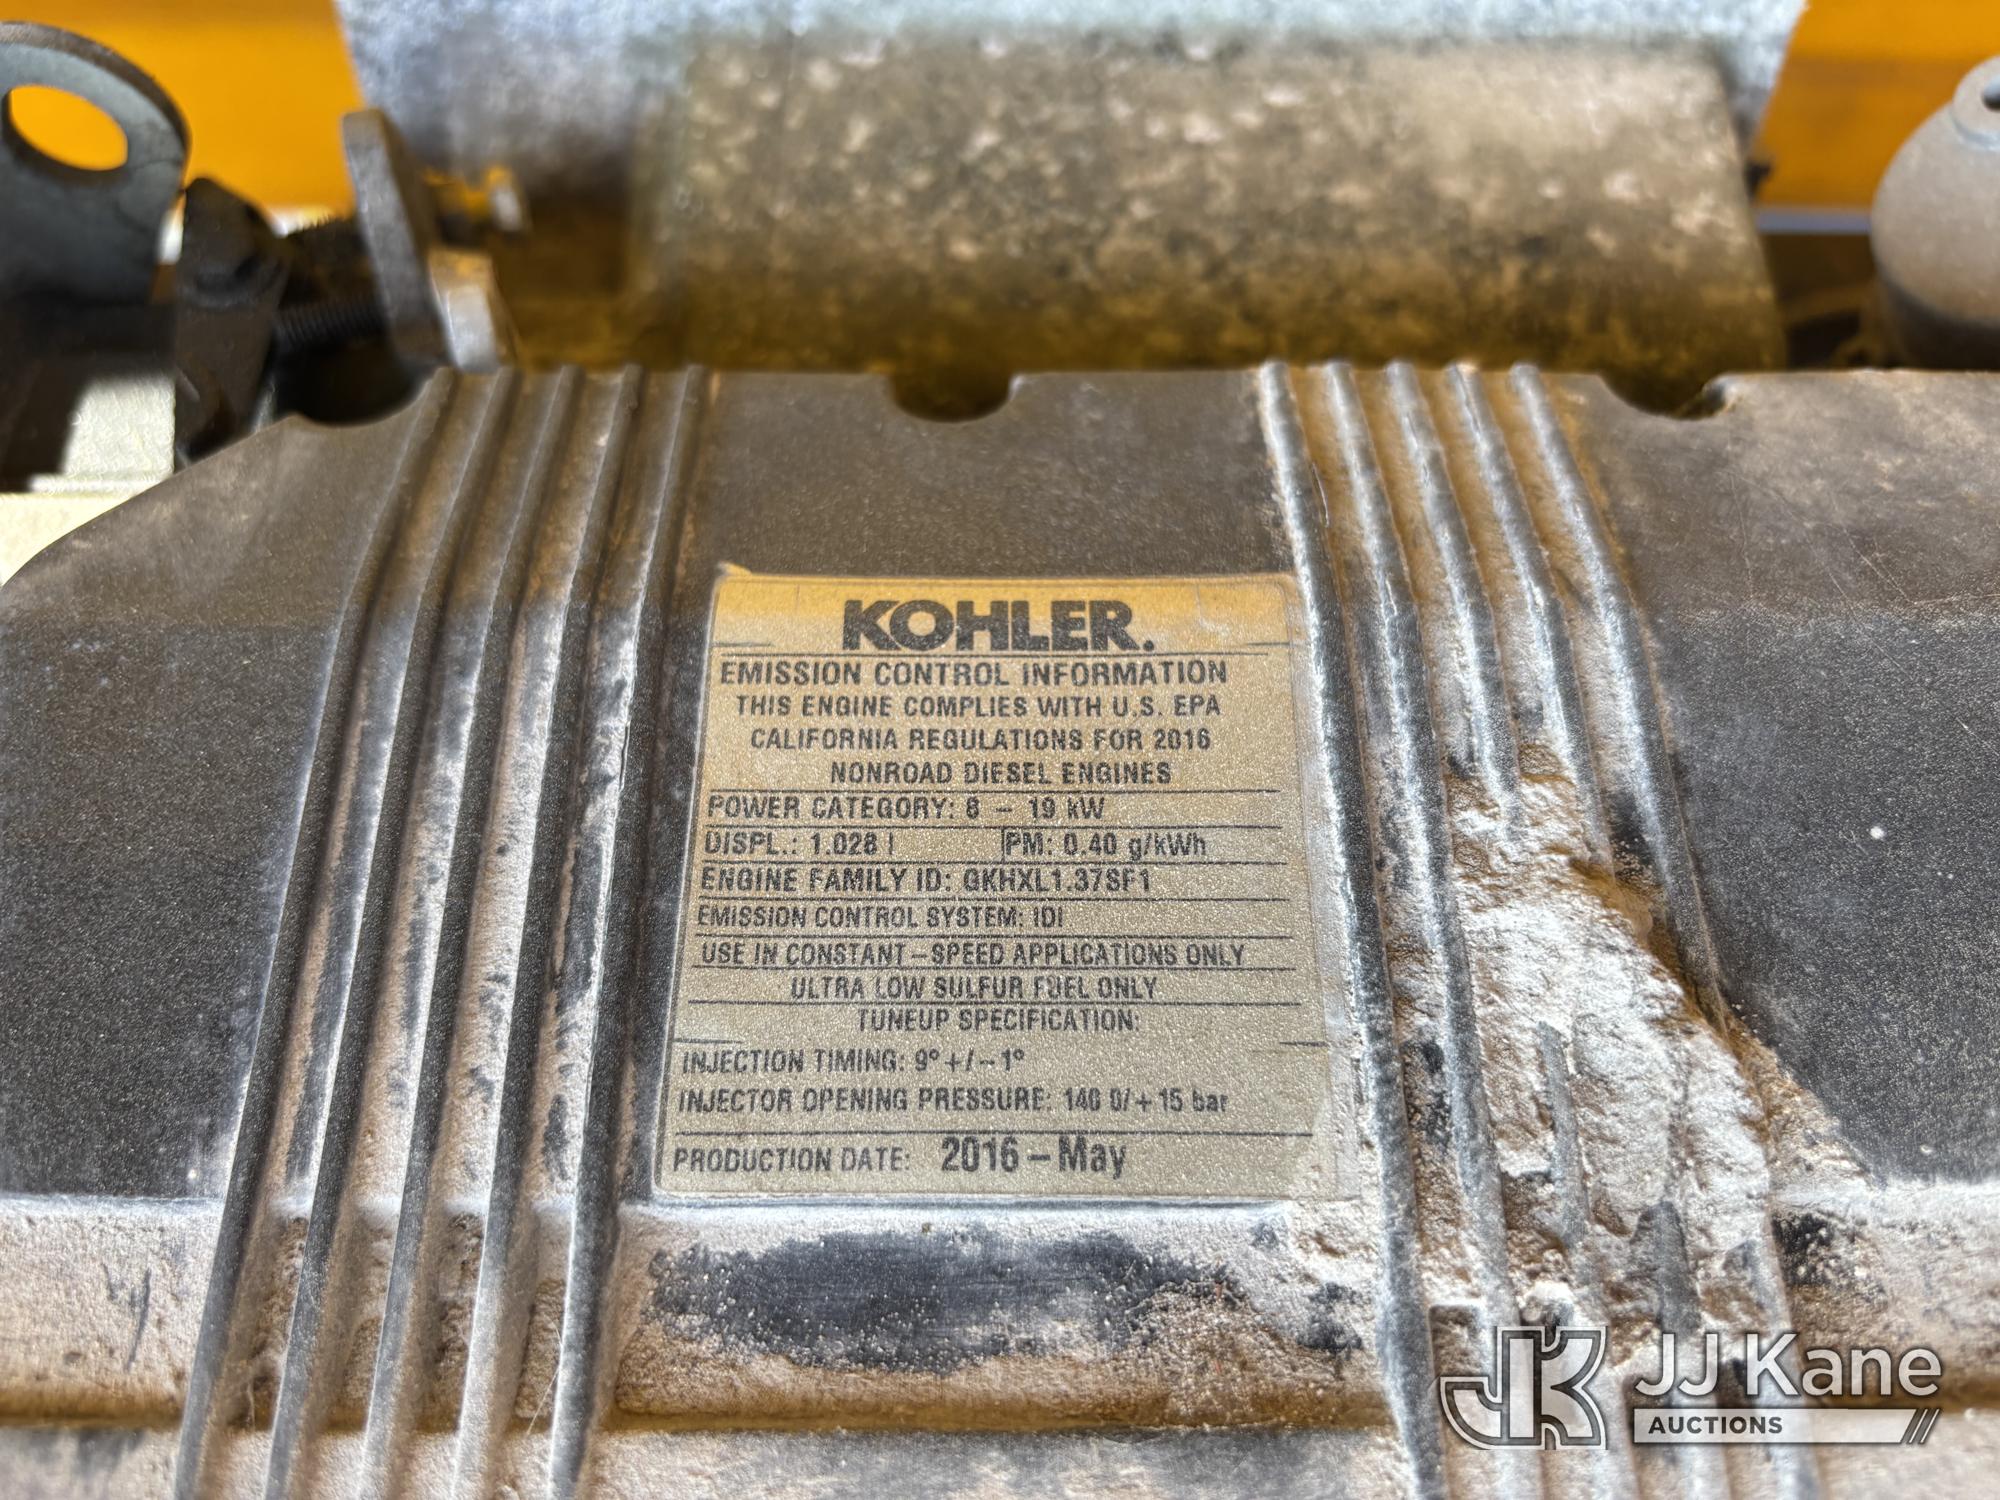 KOHLER.
EMISSION CONTROL INFORMATION
THIS ENGINE COMPLIES WITH U.S. EPA
CALIFORNIA REGULATIONS FOR 2016
NONROAD DIESEL ENGINES
POWER CATEGORY: 8 – 19 kW
DISPL.: 1.028 l PM: 0.40 g/kWh
ENGINE FAMILY ID: GKHXL1.37SF1
EMISSION CONTROL SYSTEM: IDI
USE IN CONSTANT–SPEED APPLICATIONS ONLY
ULTRA LOW SULFUR FUEL ONLY
TUNEUP SPECIFICATION:
INJECTION TIMING: 9° +/– 1°
INJECTOR OPENING PRESSURE: 140 0/+15 bar
PRODUCTION DATE: 2016 – May
JK JJ Kane
AUCTIONS